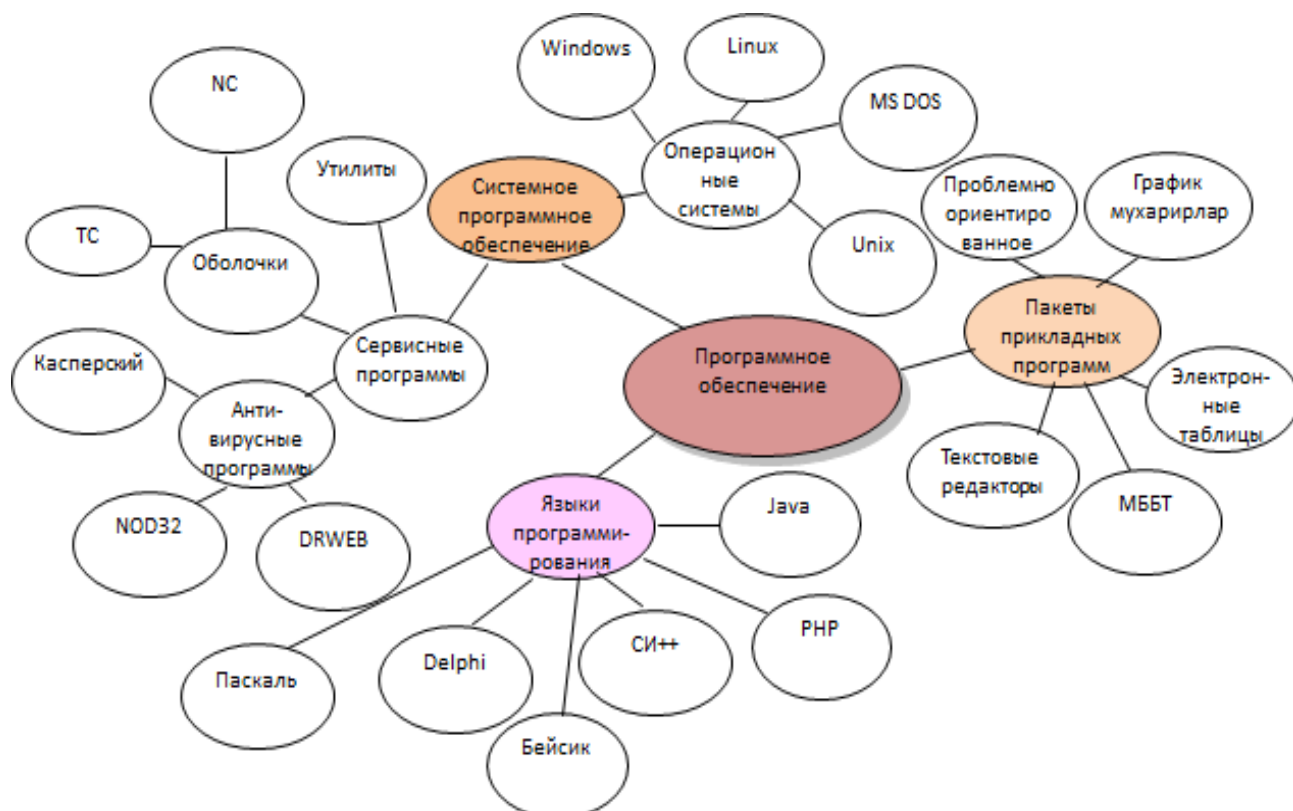 Windows
Linux
NC
MS DOS
Утилиты
Операцион
ные
системы
Системное
программное
обеспечение
Проблемно
ориентиро
ванное
График
мухарирлар
TC
Оболочки
Unix
Пакеты
прикладных
программ
Сервисные
программы
Программное
обеспечение
Касперский
Электрон-
ные
таблицы
Анти-
вирусные
программы
Текстовые
редакторы
NOD32
DRWEB
Языки
программи-
рования
Java
МББТ
PHP
Паскаль
Delphi
СИ++
Бейсик